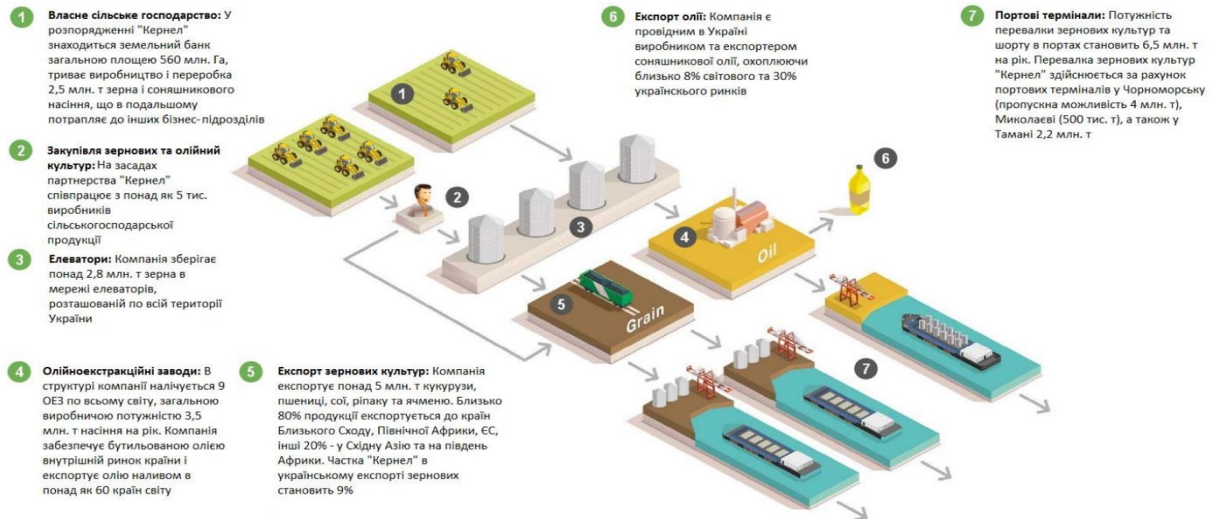 1
Власне сільське господарство: У
розпорядженні "Кернел"
знаходиться земельний банк
загальною площею 560 млн. Га,
триває виробництво і переробка
2,5 млн. т зерна і соняшникового
насіння, що в подальшому
потрапляє до інших бізнес-підрозділів
2
Закупівля зернових та олійний
культур: На засадах
партнерства "Кернел"
співпрацює з понад як 5 тис.
виробників
сільськогосподарської
продукції
3
Елеватори: Компанія зберігає
понад 2,8 млн. т зерна в
мережі елеваторів,
розташованій по всій території
України
4
Олійноекстракційні заводи: В
структурі компанії налічується 9
ОЕЗ по всьому світу, загальною
виробничою потужністю 3,5
млн. т насіння на рік. Компанія
забезпечує бутильованою олією
внутрішній ринок країни і
експортує олію наливом в
понад як 60 країн світу
5
Експорт зернових культур: Компанія
експортує понад 5 млн. т кукурузи,
пшениці, сої, ріпаку та ячменю. Близько
80% продукції експортується до країн
Близького Сходу, Північної Африки, ЄС,
інші 20% - у Східну Азію та на південь
Африки. Частка "Кернел" в
українському експорті зернових
становить 9%
6
Експорт олії: Компанія є
провідним в Україні
виробником та експортером
соняшникової олії, охоплюючи
близько 8% світового та 30%
українскього ринків
7
Портові термінали: Потужність
перевалки зернових культур та
шорту в портах становить 6,5 млн. т
на рік. Перевалка зернових культур
"Кернел" здійснюється за рахунок
портових терміналів у Чорноморську
(пропускна можливість 4 млн. т),
Миколаєві (500 тис. т), а також у
Тамані 2,2 млн. т
1
2
3
4
Oil
5
Grain
6
7